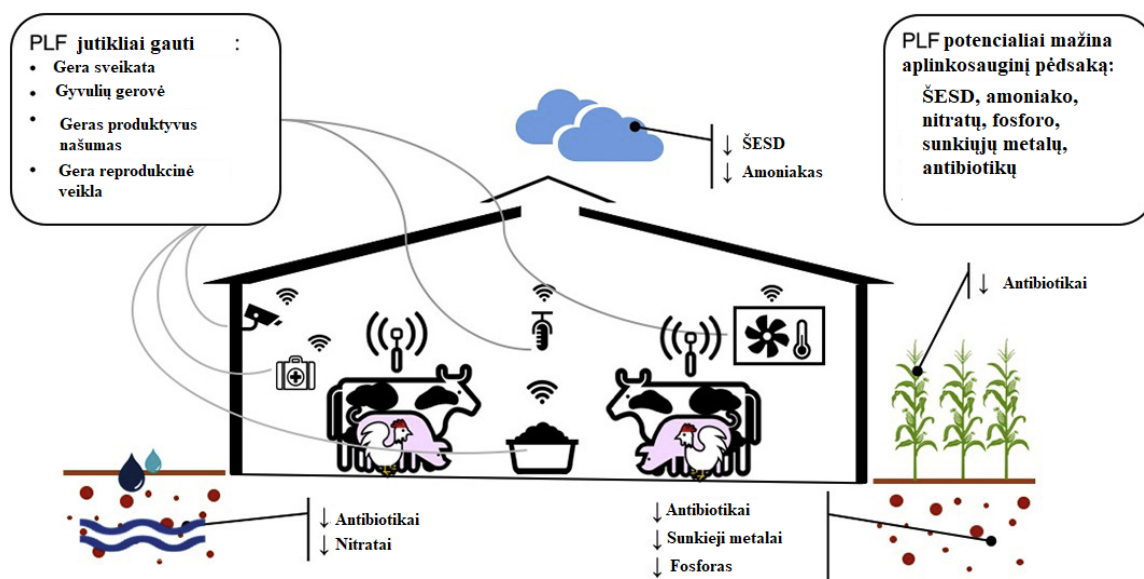 PLF jutikliai gauti :
• Gera sveikata
• Gyvulių gerovė
• Geras produktyvus
našumas
• Gera reprodukcinė
veikla
PLF potencialiai mažina
aplinkosauginį pėdsaką:
ŠESD, amoniako,
nitratų, fosforo,
sunkiųjų metalų,
antibiotikų
↓ ŠESD
↓ Amoniakas
↓ Antibiotikai
↓ Antibiotikai
↓ Nitratai
↓ Antibiotikai
↓ Sunkieji metalai
↓ Fosforas